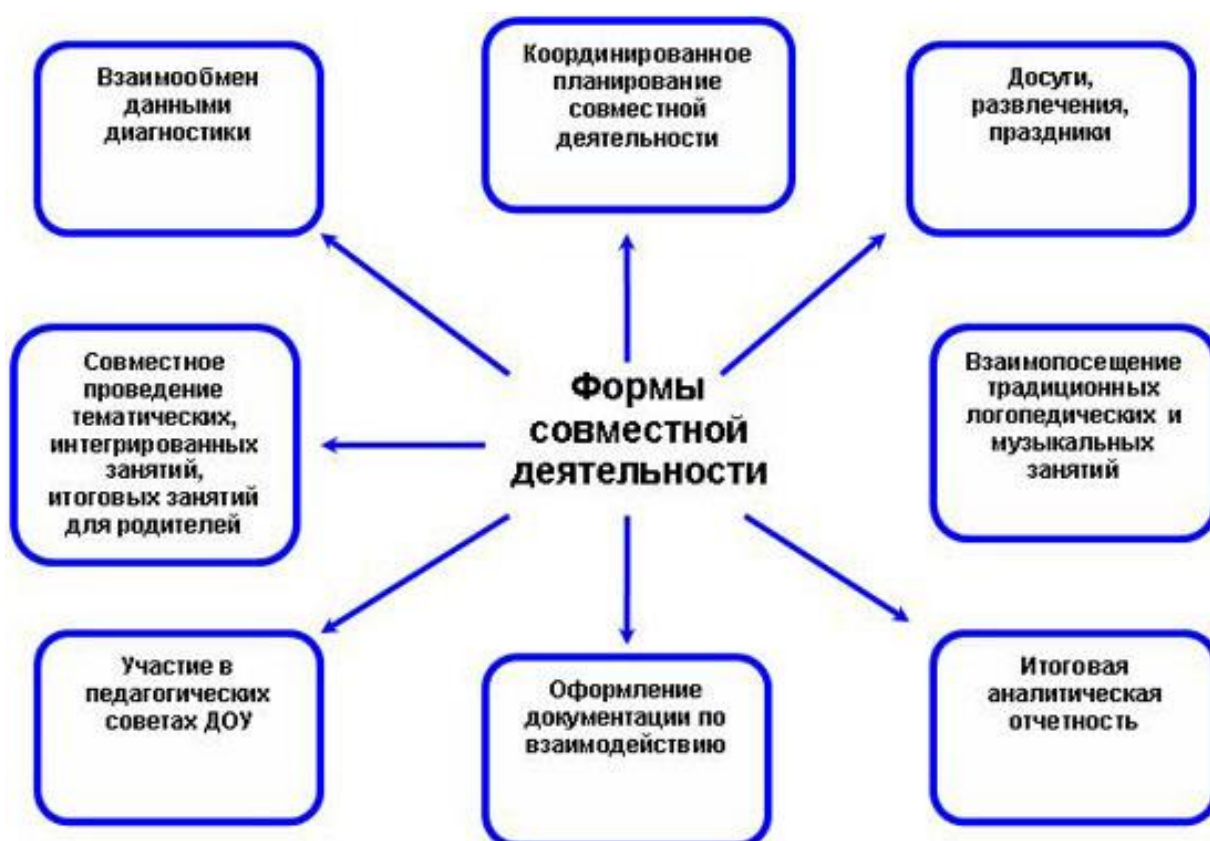 Взаимообмен
данными
диагностики
Координированное
планирование
совместной
деятельности
Досуги,
развлечения,
праздники
Совместное
проведение
тематических,
интегрированных
занятий,
итоговых занятий
для родителей
Формы
совместной
деятельности
Взаимопосещение
традиционных
логопедических и
музыкальных
занятий
Участие в
педагогических
советах ДОУ
Оформление
документации по
взаимодействию
Итоговая
аналитическая
отчетность